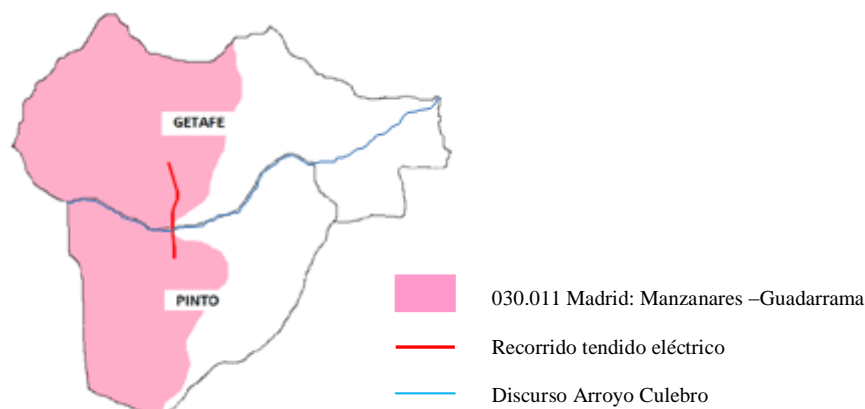 GETAFE
PINTO
030.011 Madrid: Manzanares –Guadarrama
Recorrido tendido eléctrico
Discurso Arroyo Culebro